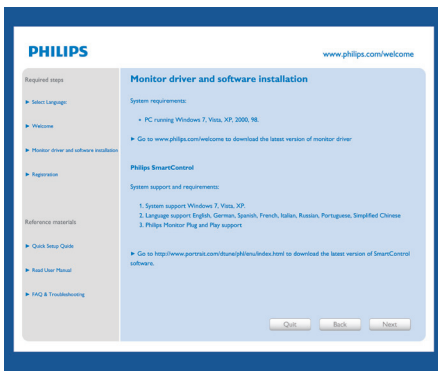 PHILIPS
www.philips.com/welcome
Required steps
Select Language
Welcome
Monitor driver and software installation
Registration
Reference materials
Quick Setup Guide
Read User Manual
FAQ & Troubleshooting
Monitor driver and software installation
System requirements:
PC running Windows 7, Vista, XP, 2000, 98.
Go to www.philips.com/welcome to download the latest version of monitor driver
Philips SmartControl
System support and requirements:
1. System support Windows 7, Vista, XP.
2. Language support English, German, Spanish, French, Italian, Russian, Portuguese, Simplified Chinese
3. Philips Monitor Plug and Play support
Go to http://www.portrait.com/dtune/phl/enu/index.html to download the latest version of SmartControl
software.
Quit
Back
Next